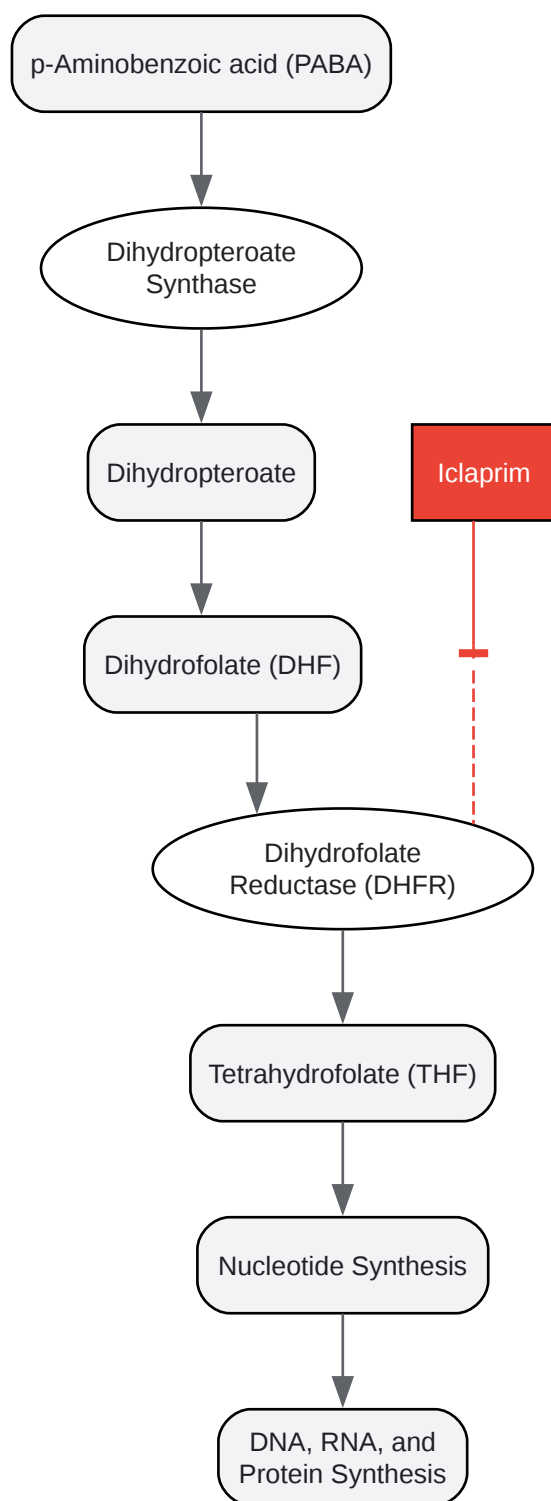 p-Aminobenzoic acid (PABA)
Dihydropteroate
Synthase
Dihydropteroate
Iclaprim
Dihydrofolate (DHF)
Dihydrofolate
Reductase (DHFR)
Tetrahydrofolate (THF)
Nucleotide Synthesis
DNA, RNA, and
Protein Synthesis